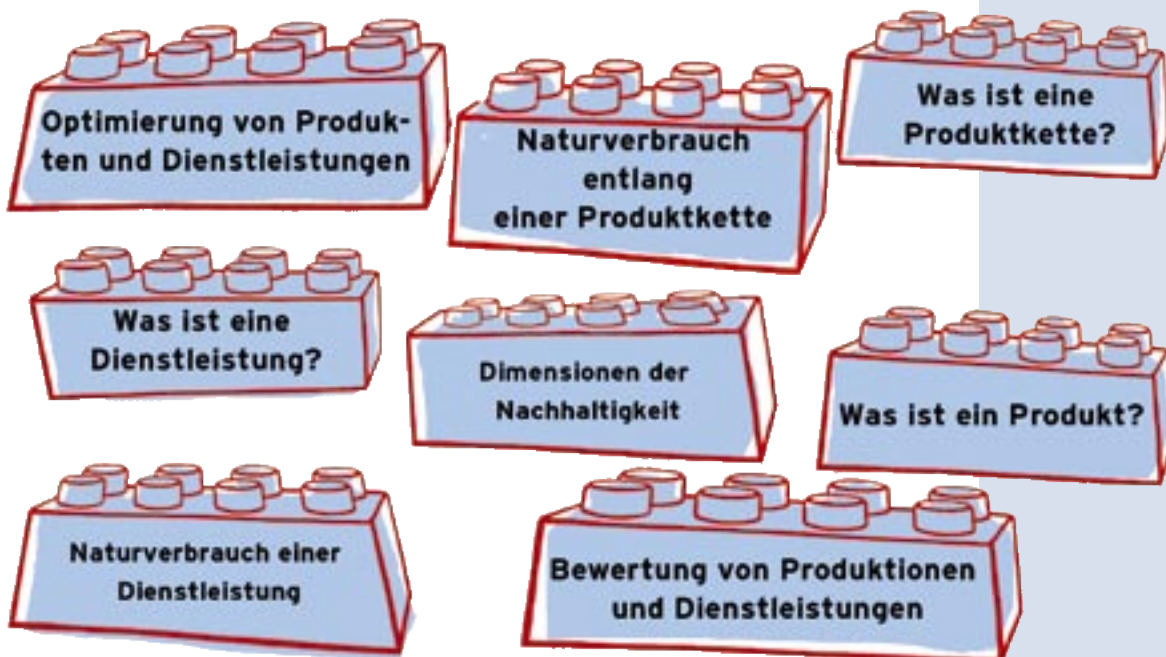 Optimierung von Produk-
ten und Dienstleistungen
Naturverbrauch
entlang
einer Produktkette
Was ist eine
Produktkette?
Was ist eine
Dienstleistung?
Dimensionen der
Nachhaltigkeit
Was ist ein Produkt?
Naturverbrauch einer
Dienstleistung
Bewertung von Produktionen
und Dienstleistungen